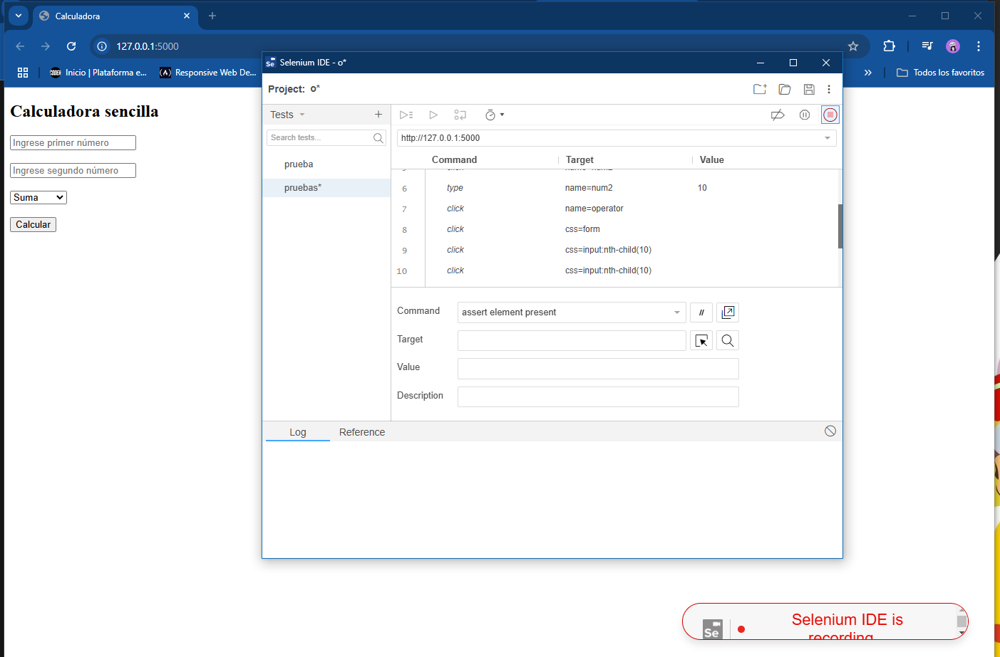 Calculadora
127.0.0.1:5000
Inicio | Plataforma e...
Responsive Web De...
Todos los favoritos
Calculadora sencilla
Ingrese primer número
Ingrese segundo número
Suma
Calcular
Se
Selenium IDE - o*
Project: o*
Tests
Search tests...
prueba
pruebas*
http://127.0.0.1:5000
Command Target Value
6 type name=num2 10
7 click name=operator
8 click css=form
9 click css=input:nth-child(10)
10 click css=input:nth-child(10)
Command assert element present //
Target
Value
Description
Log Reference
Se
Selenium IDE is
recording